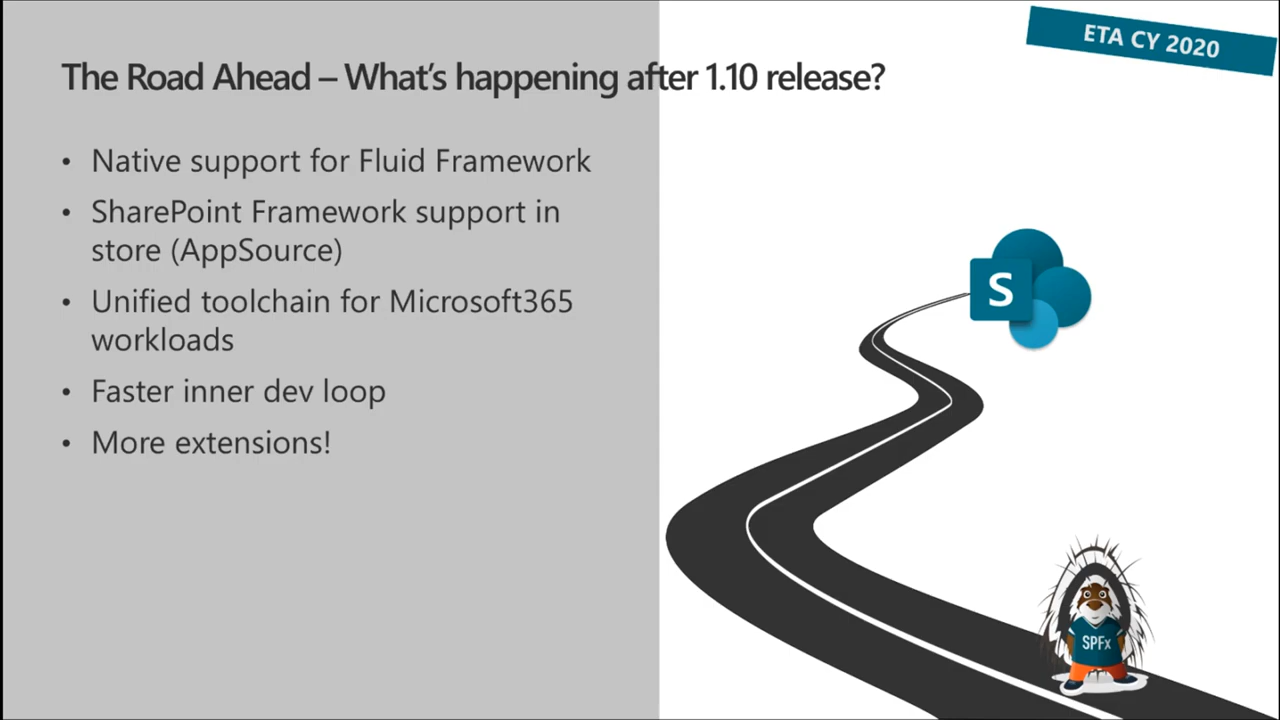 ETA CY 2020
The Road Ahead – What's happening after 1.10 release?
• Native support for Fluid Framework
• SharePoint Framework support in
store (AppSource)
• Unified toolchain for Microsoft365
workloads
• Faster inner dev loop
• More extensions!
S
SPFx